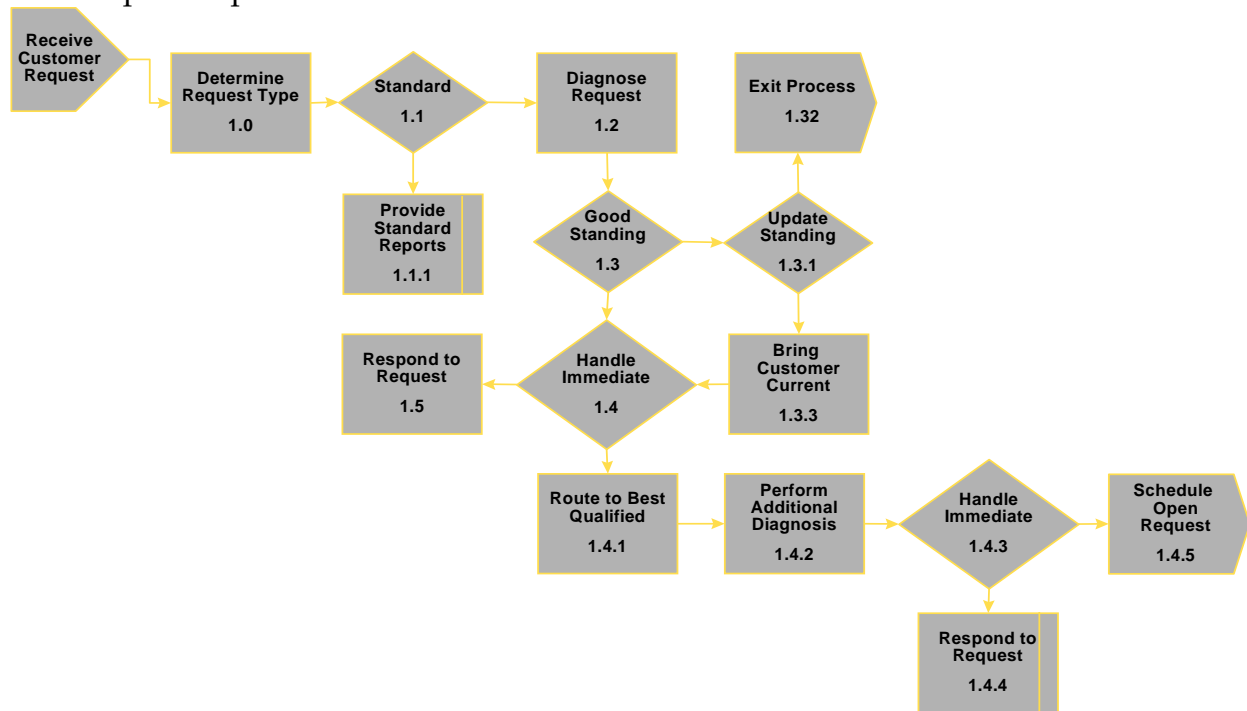 Receive
Customer
Request
Determine
Request Type
1.0
Standard
1.1
Diagnose
Request
1.2
Exit Process
1.32
Provide
Standard
Reports
1.1.1
Good
Standing
1.3
Update
Standing
1.3.1
Respond to
Request
1.5
Handle
Immediate
1.4
Bring
Customer
Current
1.3.3
Route to Best
Qualified
1.4.1
Perform
Additional
Diagnosis
1.4.2
Handle
Immediate
1.4.3
Schedule
Open
Request
1.4.5
Respond to
Request
1.4.4